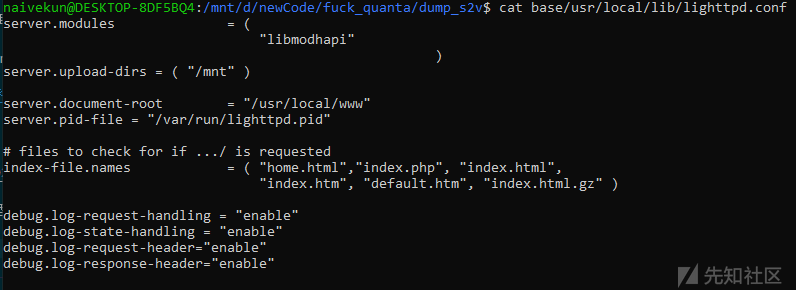 naivekun@DESKTOP-8DF5BQ4:/mnt/d/newCode/fuck_quanta/dump_s2v$ cat base/usr/local/lib/lighttpd.conf
server.modules              = (
                                "libmodhapi"
                                                        )
server.upload-dirs = ( "/mnt" )
server.document-root        = "/usr/local/www"
server.pid-file = "/var/run/lighttpd.pid"
# files to check for if .../ is requested
index-file.names            = ( "home.html","index.php", "index.html",
                                "index.htm", "default.htm", "index.html.gz" )
debug.log-request-handling = "enable"
debug.log-state-handling = "enable"
debug.log-request-header="enable"
debug.log-response-header="enable"
先知社区